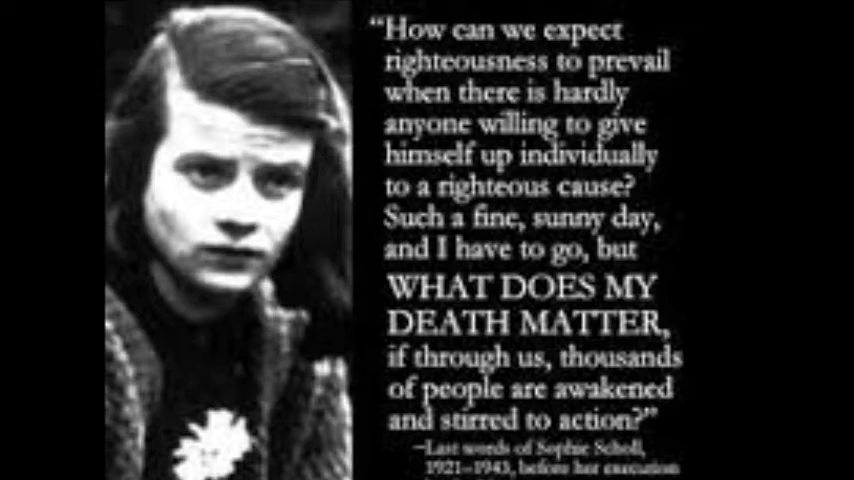 “How can we expect
righteousness to prevail
when there is hardly
anyone willing to give
himself up individually
to a righteous cause?
Such a fine, sunny day,
and I have to go, but
WHAT DOES MY
DEATH MATTER,
if through us, thousands
of people are awakened
and stirred to action?”
—Last words of Sophie Scholl,
1921–1943, before her execution